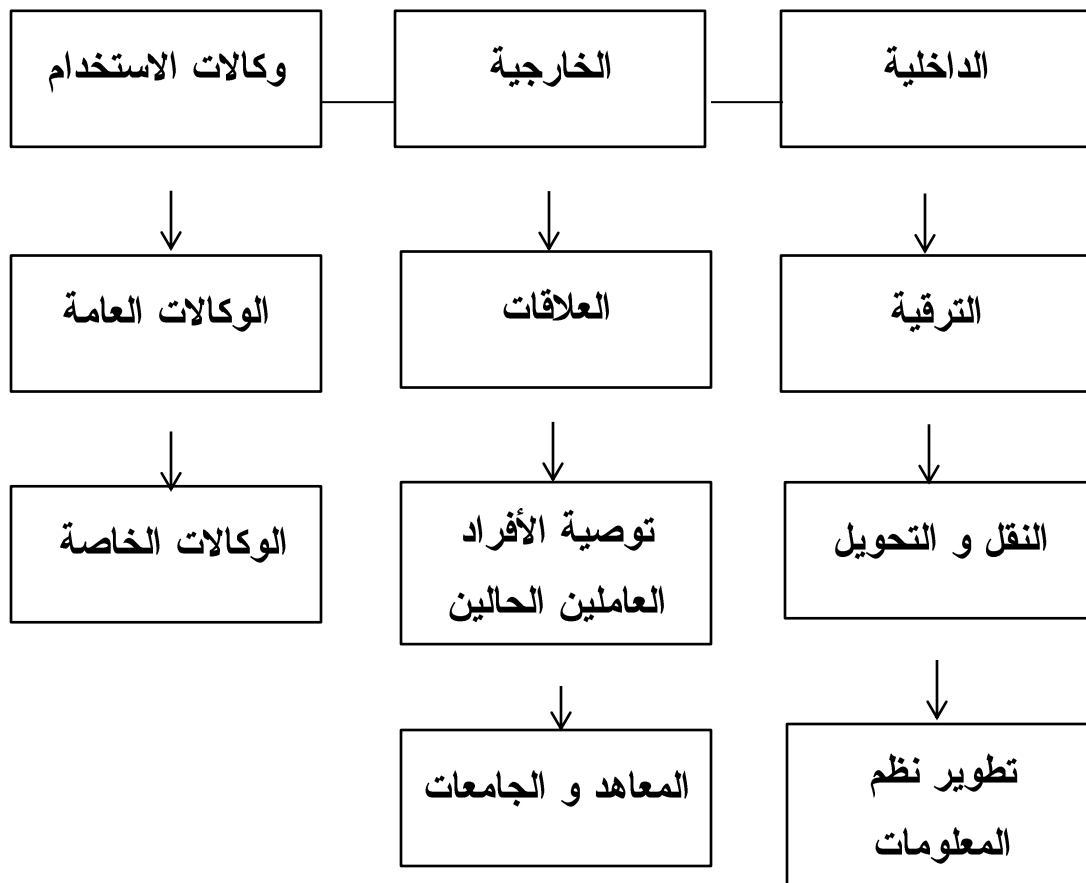 الداخلية
الخارجية
وكالات الاستخدام
الترقية
العلاقات
الوكالات العامة
النقل و التحويل
توصية الأفراد
العاملين الحالين
الوكالات الخاصة
تطوير نظم
المعلومات
المعاهد و الجامعات